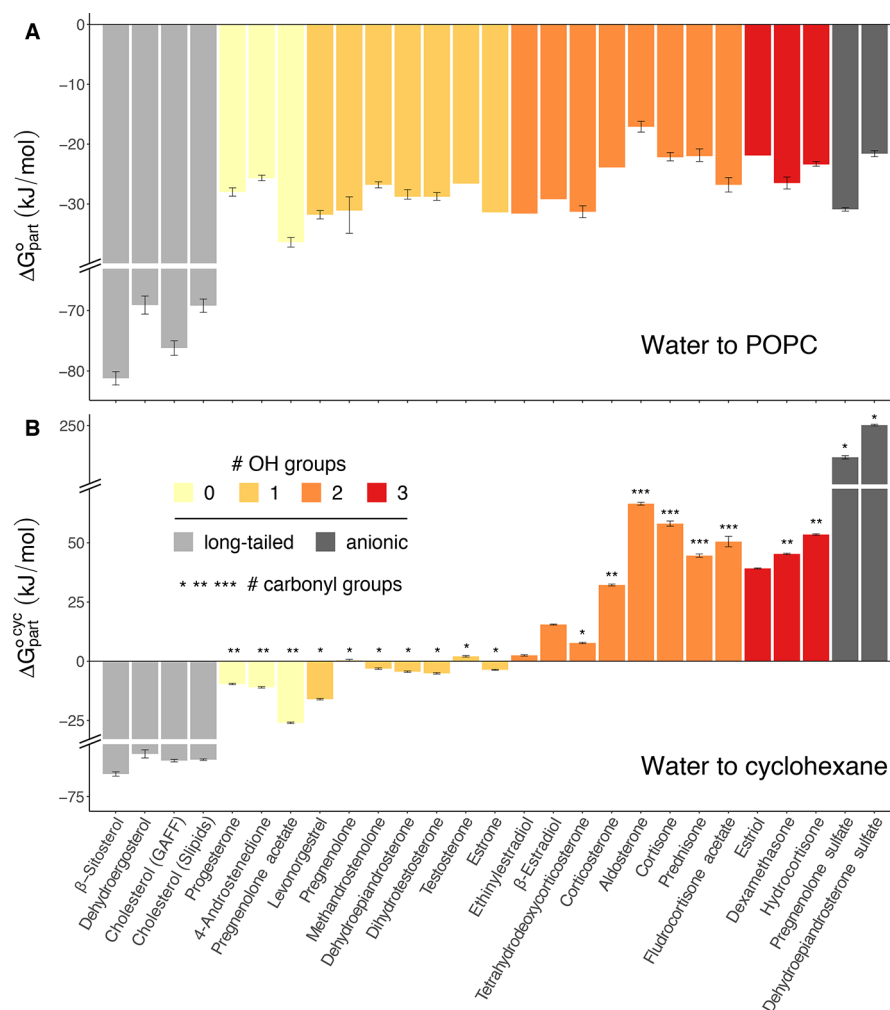 A
0
−10
−20
−30
−70
−80
ΔG°part (kJ/mol)
Water to POPC
B
250
50
25
0
−25
−75
ΔG°cyc part (kJ/mol)
# OH groups
0 1 2 3
long-tailed anionic
* ** *** # carbonyl groups
** ** ** * * * * * * * * ** *** *** *** *** ** ** * *
Water to cyclohexane
β−Sitosterol
Dehydroergosterol
Cholesterol (GAFF)
Cholesterol (Slipids)
Progesterone
4-Androstenedione
Pregnenolone acetate
Levonorgestrel
Pregnenolone
Methandrostenolone
Dehydroepiandrosterone
Dihydrotestosterone
Testosterone
Estrone
Ethinylestradiol
β-Estradiol
Tetrahydrodeoxycorticosterone
Corticosterone
Aldosterone
Cortisone
Prednisone
Fludrocortisone acetate
Estriol
Dexamethasone
Hydrocortisone
Pregnenolone sulfate
Dehydroepiandrosterone sulfate